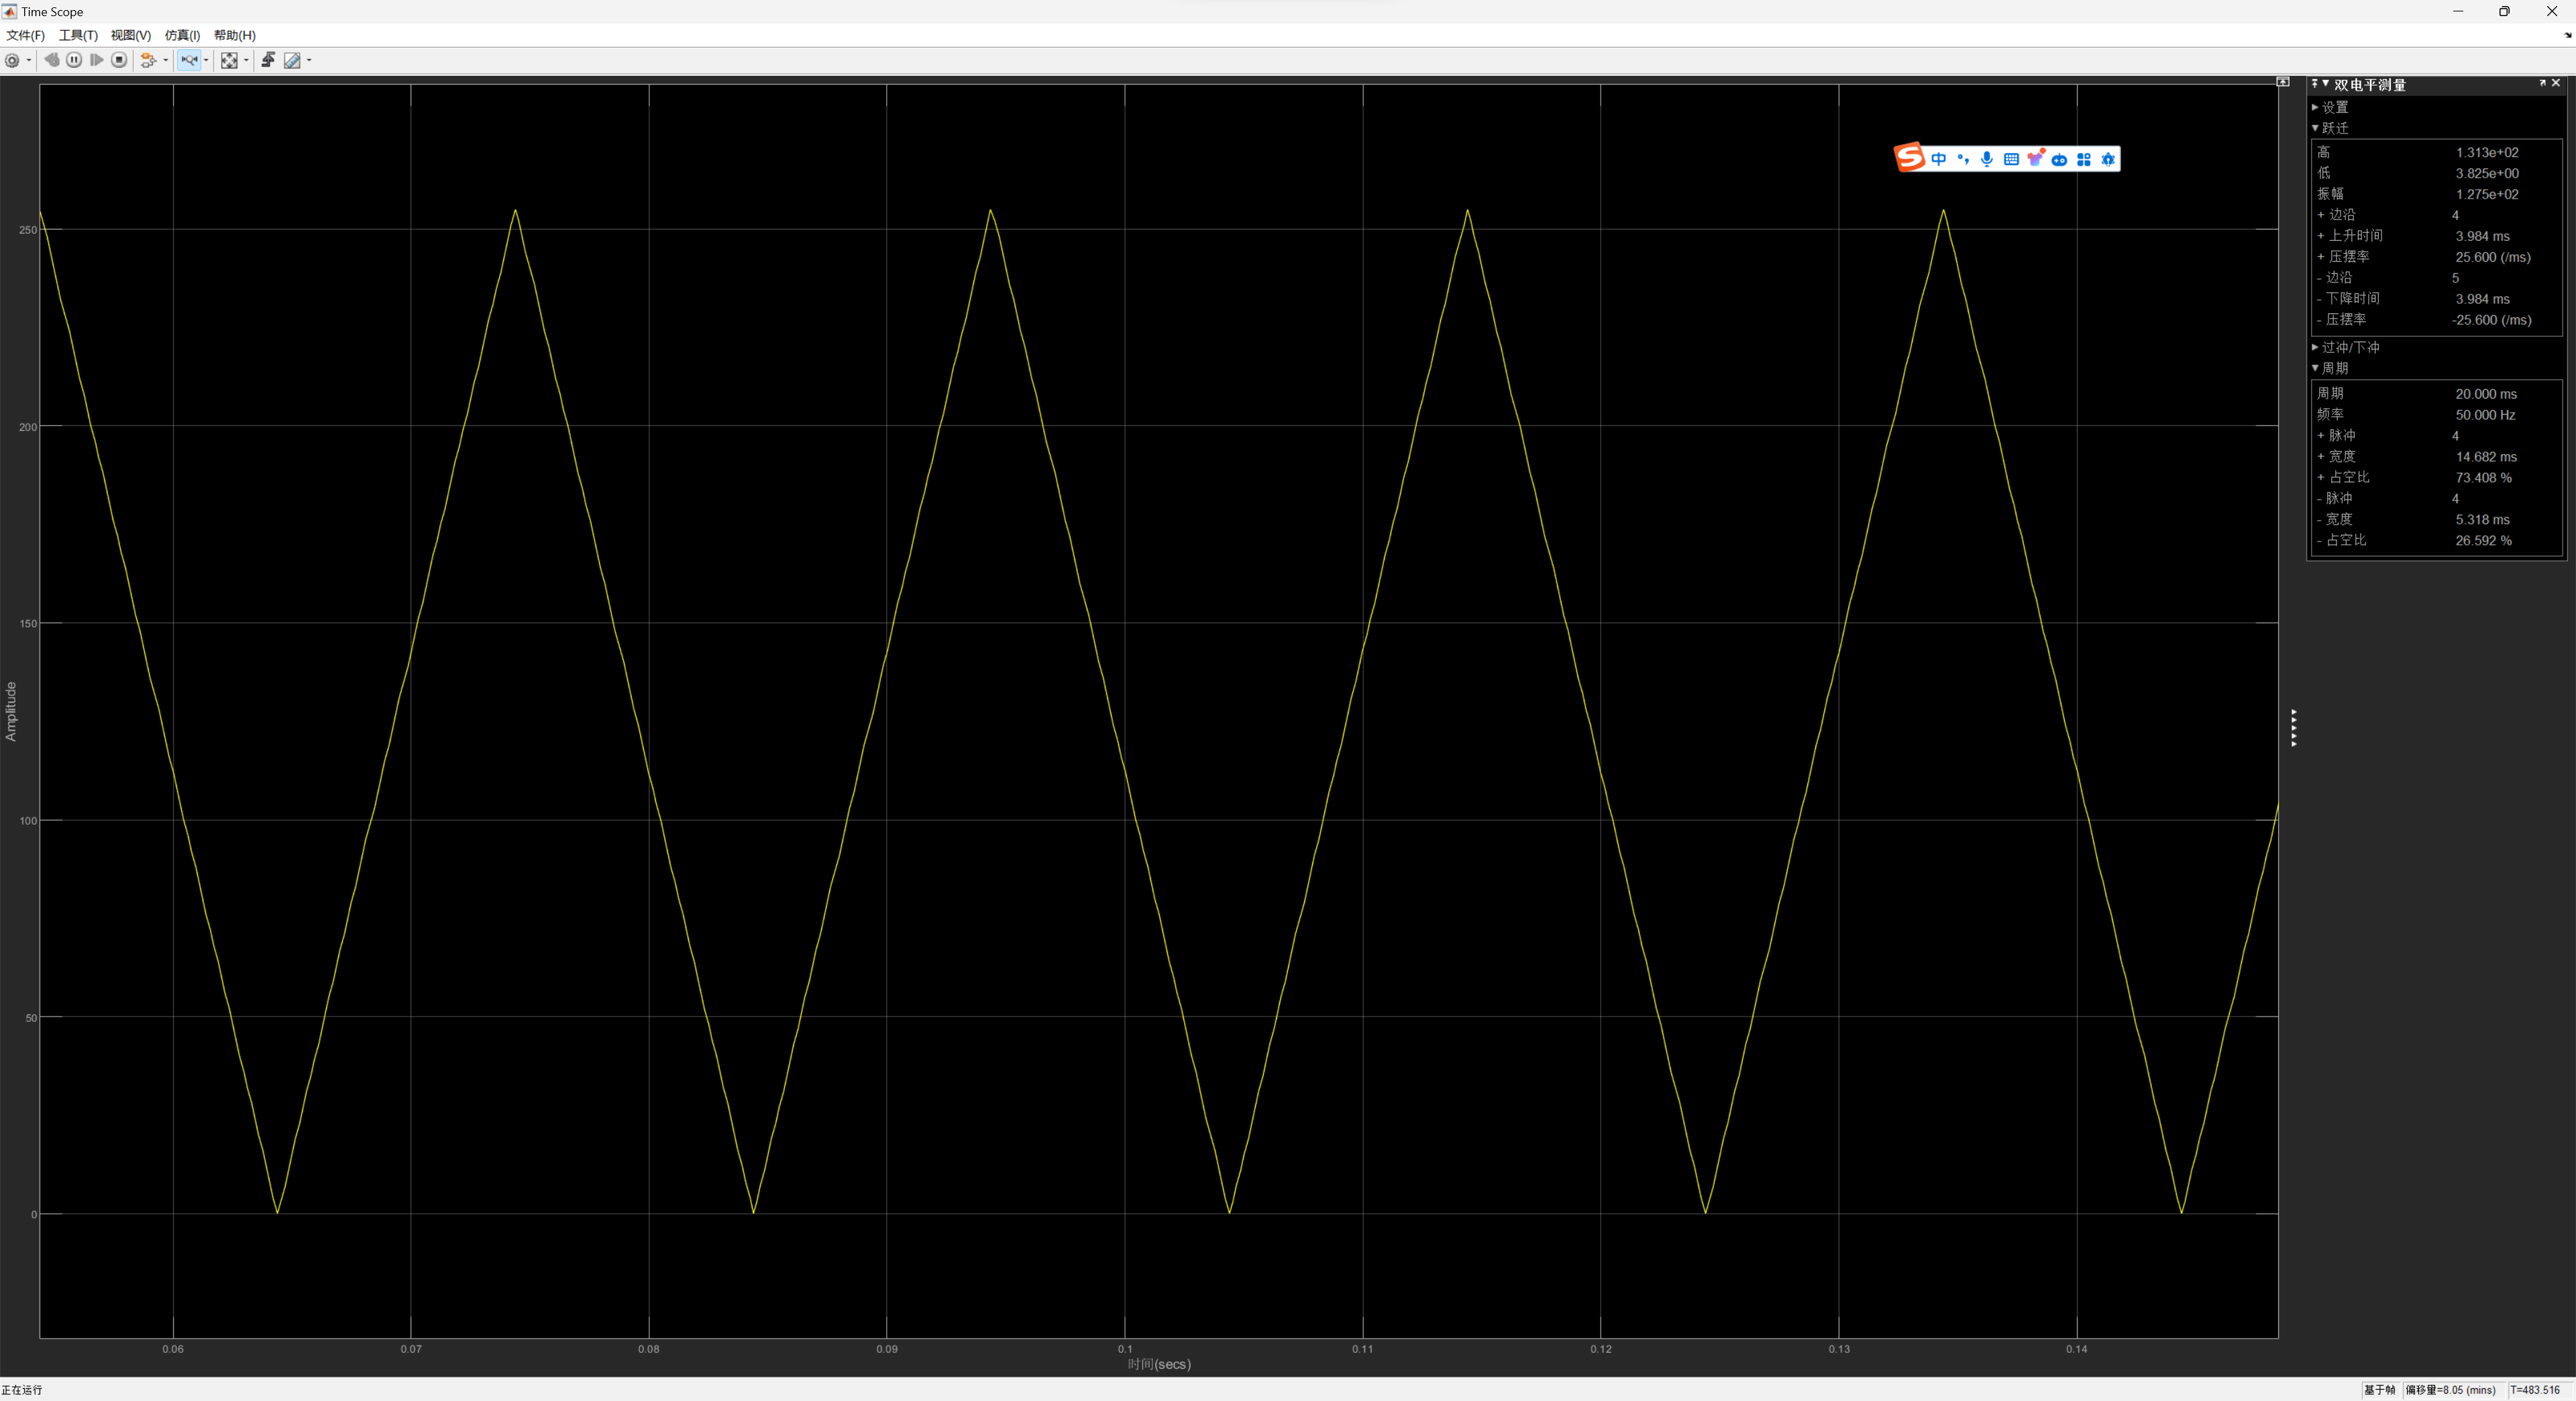 Time Scope
文件(F) 工具(T) 视图(V) 仿真(I) 帮助(H)
双电平测量
设置
跃迁
高 1.313e+02
低 3.825e+00
振幅 1.275e+02
+ 边沿 4
+ 上升时间 3.984 ms
+ 压摆率 25.600 (/ms)
- 边沿 5
- 下降时间 3.984 ms
- 压摆率 -25.600 (/ms)
过冲/下冲
周期
周期 20.000 ms
频率 50.000 Hz
+ 脉冲 4
+ 宽度 14.682 ms
+ 占空比 73.408 %
- 脉冲 4
- 宽度 5.318 ms
- 占空比 26.592 %
S中
250
200
150
100
50
0
Amplitude
0.06 0.07 0.08 0.09 0.1 0.11 0.12 0.13 0.14
时间(secs)
正在运行 基于帧 偏移量=8.05 (mins) T=483.516